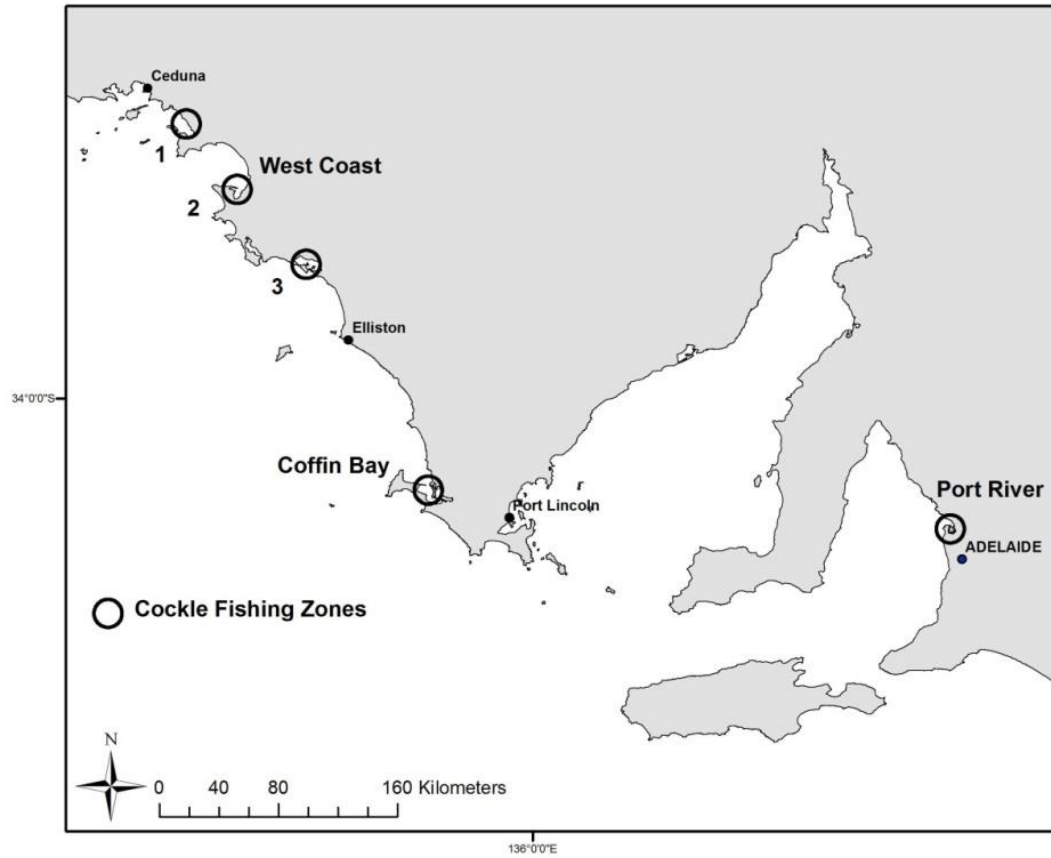 Ceduna
1
West Coast
2
3
Elliston
34°0'0"S
Coffin Bay
Port Lincoln
Port River
ADELAIDE
Cockle Fishing Zones
N
0 40 80 160 Kilometers
136°0'0"E